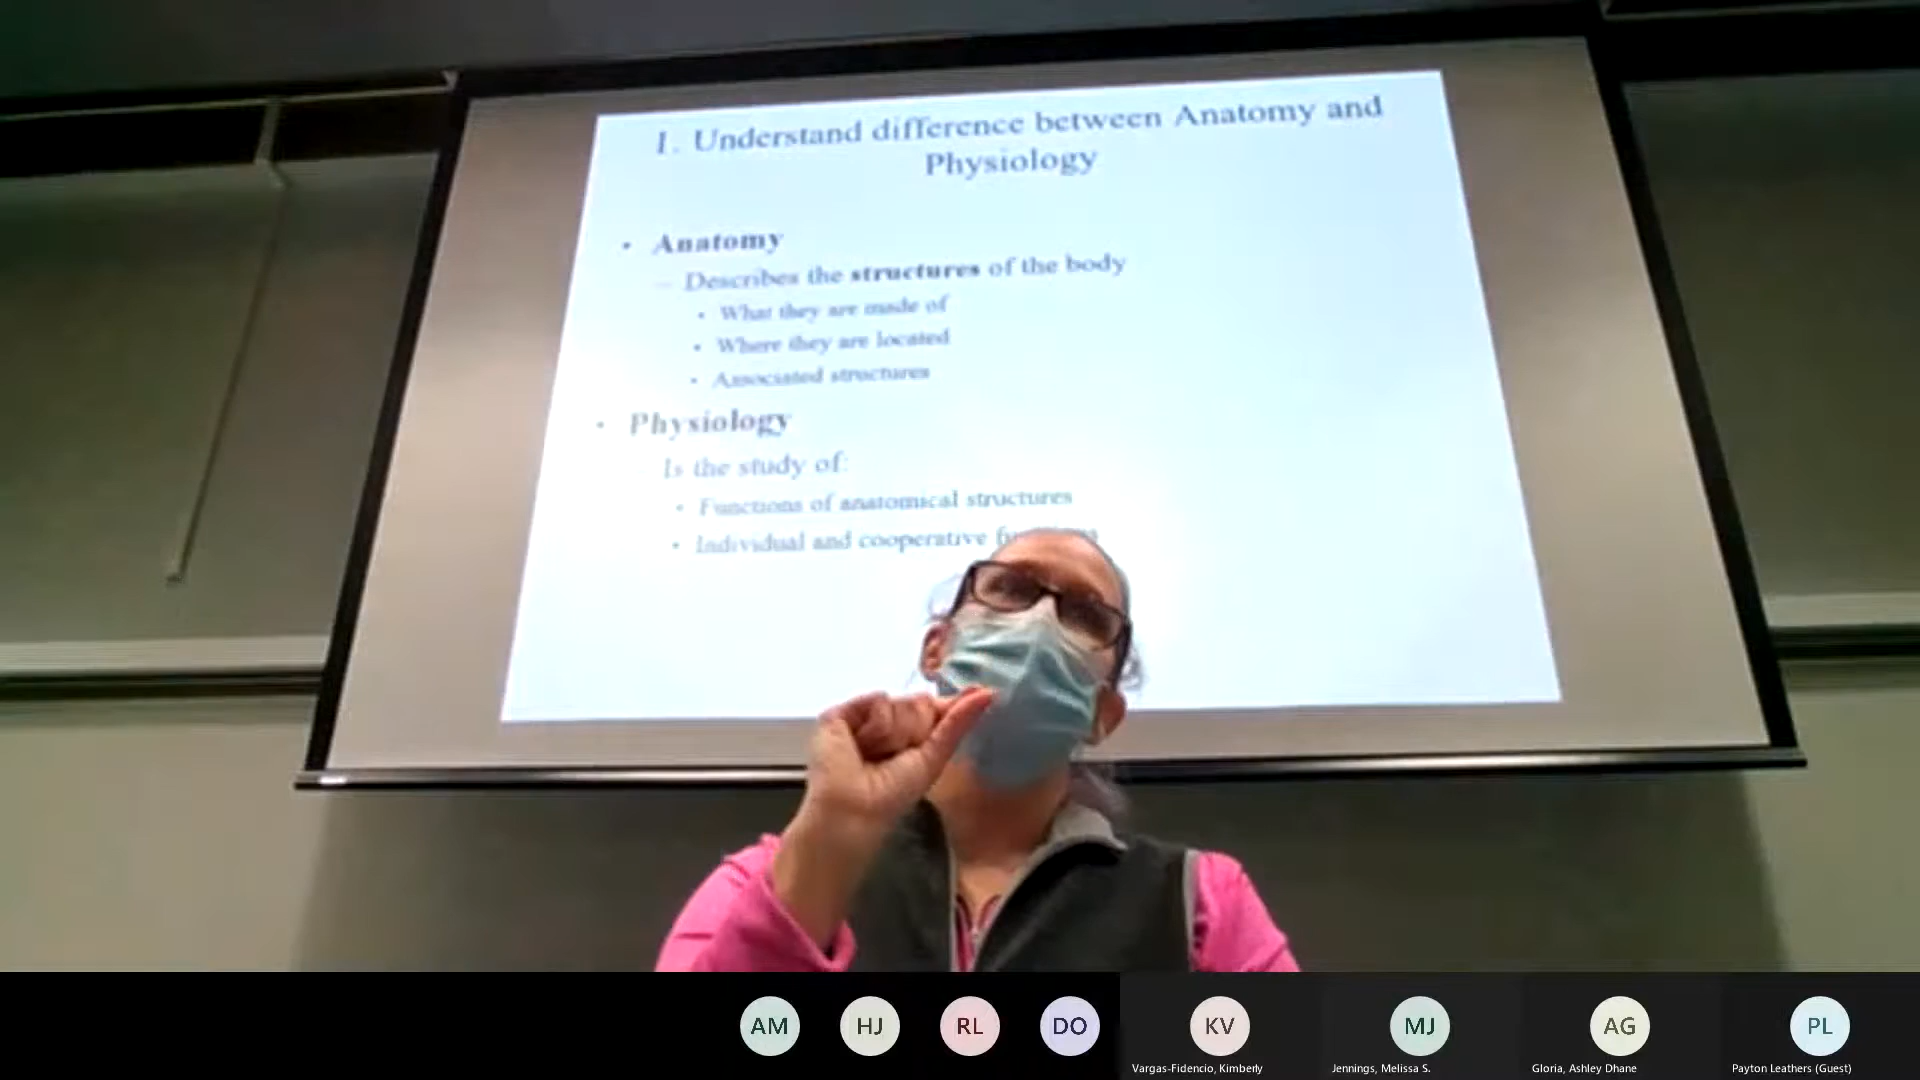 1. Understand difference between Anatomy and
Physiology
• Anatomy
– Describes the structures of the body
• What they are made of
• Where they are located
• Associated structures
• Physiology
Is the study of:
• Functions of anatomical structures
• Individual and cooperative
AM
HJ
RL
DO
KV
MJ
AG
PL
Vargas-Fidencio, Kimberly
Jennings, Melissa S.
Gloria, Ashley Dhane
Payton Leathers (Guest)